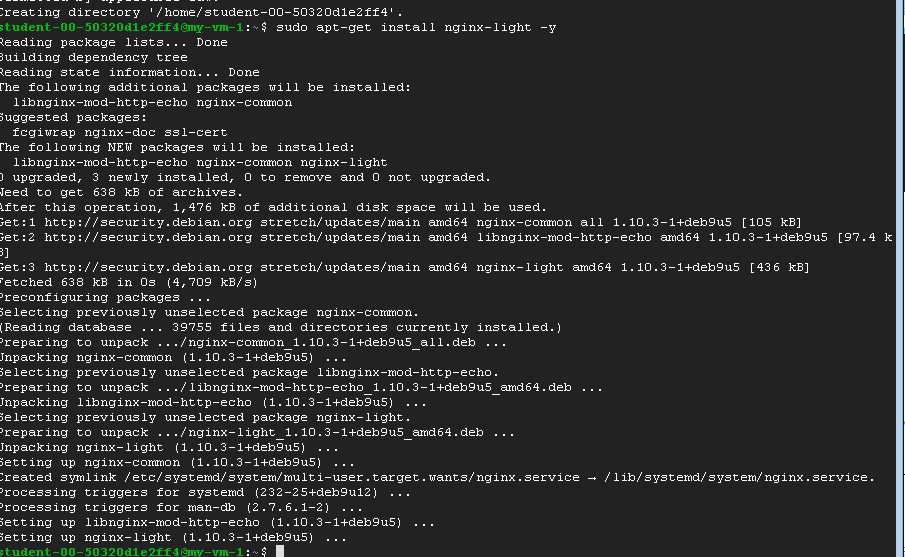 Creating directory '/home/student-00-50320d1e2ff4'.
student-00-50320d1e2ff4@my-vm-1:~$ sudo apt-get install nginx-light -y
Reading package lists... Done
Building dependency tree
Reading state information... Done
The following additional packages will be installed:
libnginx-mod-http-echo nginx-common
Suggested packages:
fcgiwrap nginx-doc ssl-cert
The following NEW packages will be installed:
libnginx-mod-http-echo nginx-common nginx-light
0 upgraded, 3 newly installed, 0 to remove and 0 not upgraded.
Need to get 638 kB of archives.
After this operation, 1,476 kB of additional disk space will be used.
Get:1 http://security.debian.org stretch/updates/main amd64 nginx-common all 1.10.3-1+deb9u5 [105 kB]
Get:2 http://security.debian.org stretch/updates/main amd64 libnginx-mod-http-echo amd64 1.10.3-1+deb9u5 [97.4 k
B]
Get:3 http://security.debian.org stretch/updates/main amd64 nginx-light amd64 1.10.3-1+deb9u5 [436 kB]
Fetched 638 kB in 0s (4,709 kB/s)
Preconfiguring packages ...
Selecting previously unselected package nginx-common.
(Reading database ... 39755 files and directories currently installed.)
Preparing to unpack .../nginx-common_1.10.3-1+deb9u5_all.deb ...
Unpacking nginx-common (1.10.3-1+deb9u5) ...
Selecting previously unselected package libnginx-mod-http-echo.
Preparing to unpack .../libnginx-mod-http-echo_1.10.3-1+deb9u5_amd64.deb ...
Unpacking libnginx-mod-http-echo (1.10.3-1+deb9u5) ...
Selecting previously unselected package nginx-light.
Preparing to unpack .../nginx-light_1.10.3-1+deb9u5_amd64.deb ...
Unpacking nginx-light (1.10.3-1+deb9u5) ...
Setting up nginx-common (1.10.3-1+deb9u5) ...
Created symlink /etc/systemd/system/multi-user.target.wants/nginx.service → /lib/systemd/system/nginx.service.
Processing triggers for systemd (232-25+deb9u12) ...
Processing triggers for man-db (2.7.6.1-2) ...
Setting up libnginx-mod-http-echo (1.10.3-1+deb9u5) ...
Setting up nginx-light (1.10.3-1+deb9u5) ...
student-00-50320d1e2ff4@my-vm-1:~$